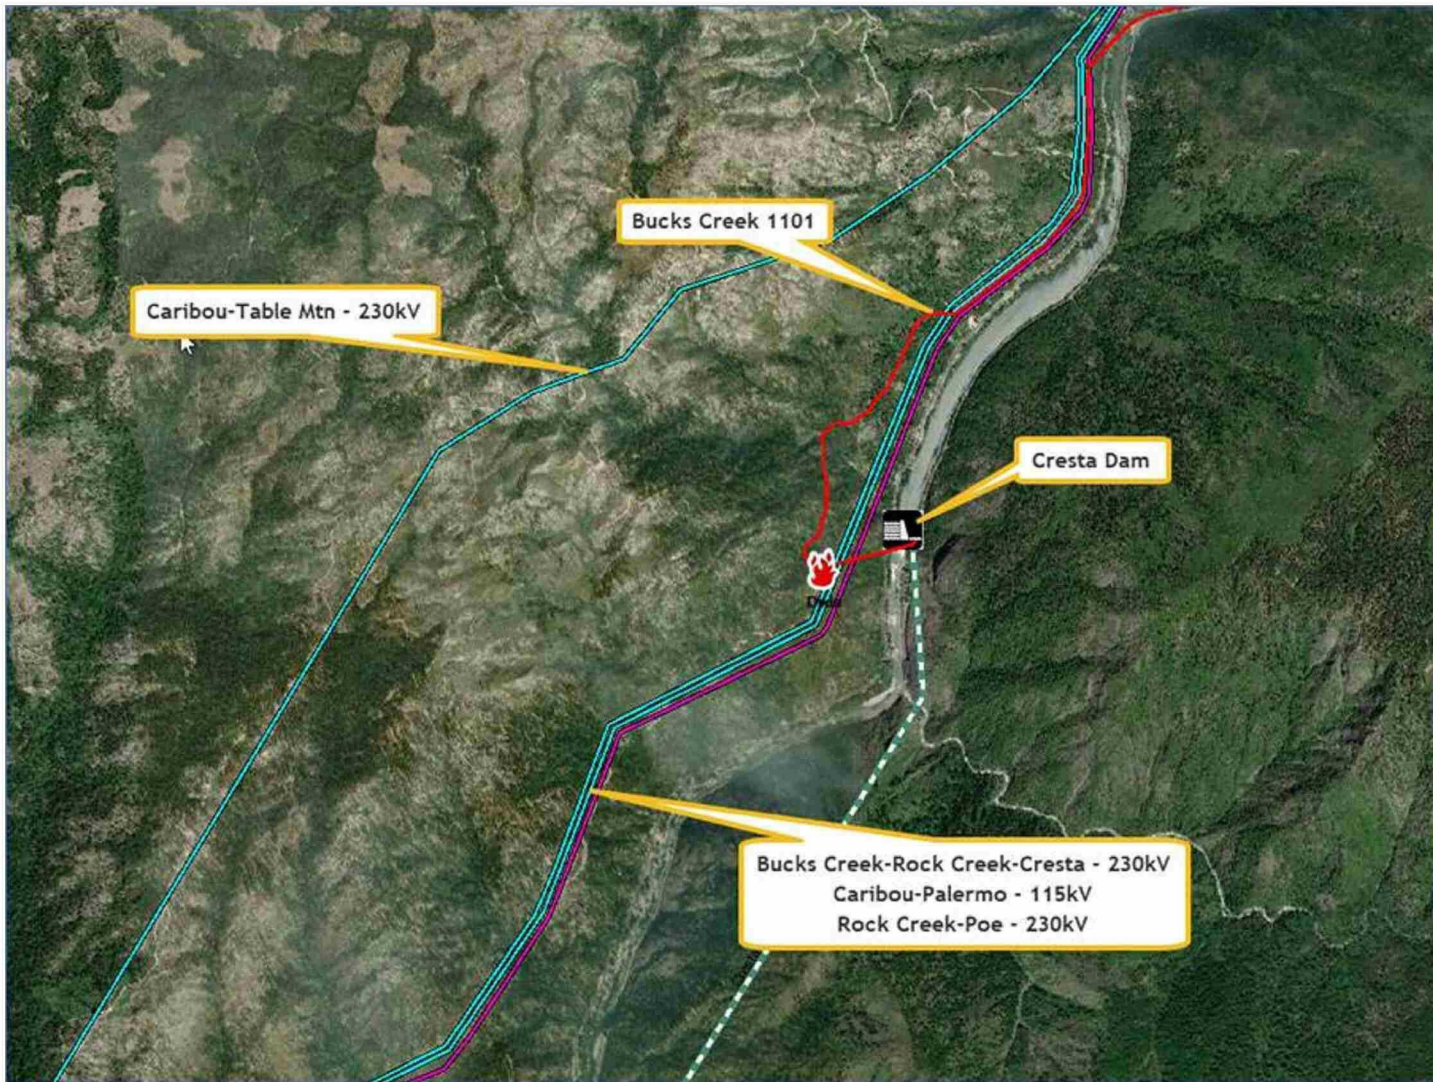 Bucks Creek 1101
Caribou-Table Mtn - 230kV
Cresta Dam
Bucks Creek-Rock Creek-Cresta - 230kV
Caribou-Palermo - 115kV
Rock Creek-Poe - 230kV